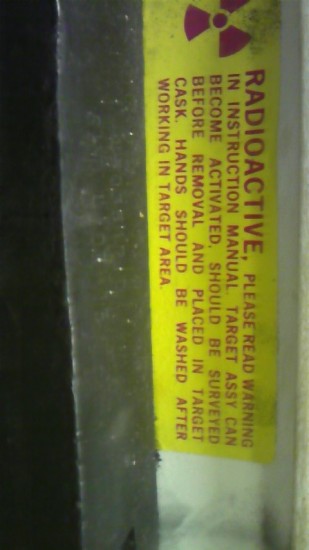 RADIOACTIVE, PLEASE READ WARNING
IN INSTRUCTION MANUAL. TARGET ASSY CAN
BECOME ACTIVATED, SHOULD BE SURVEYED
BEFORE REMOVAL AND PLACED IN TARGET
CASK. HANDS SHOULD BE WASHED AFTER
WORKING IN TARGET AREA.